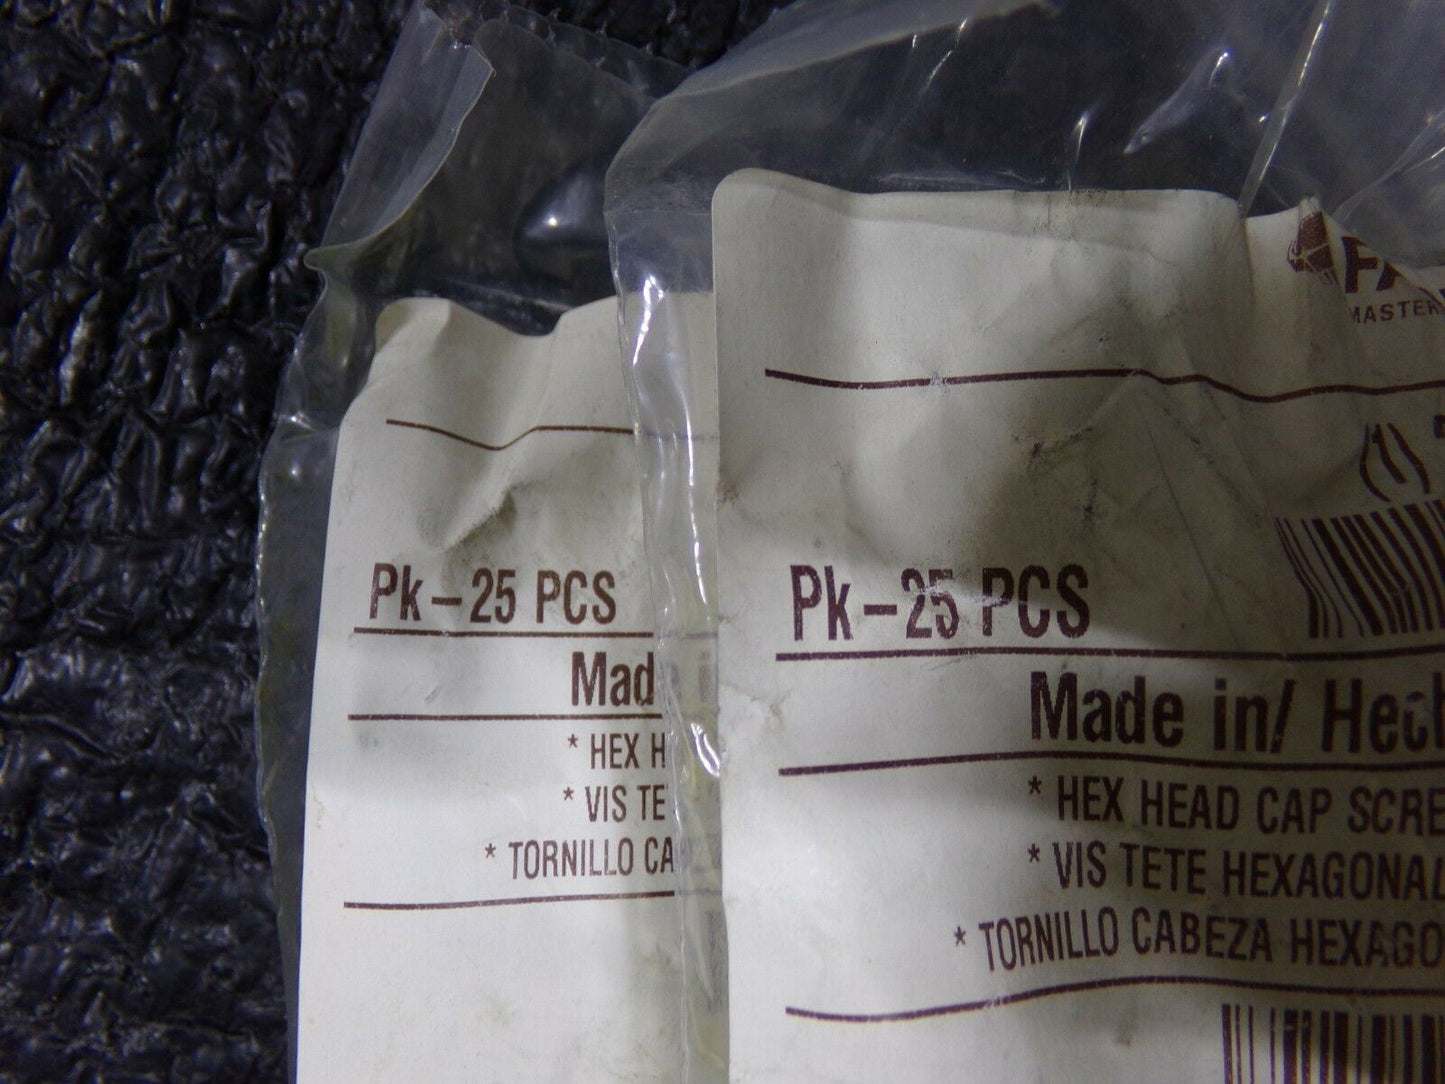 MASTER
(1)
Pk-25 PCS
Mad
* HEX H
* VIS TE
* TORNILLO CA
Pk-25 PCS
Made in/
* HEX HEAD CAP SCRE
* VIS TETE HEXAGONAL
* TORNILLO CABEZA HEXAGO